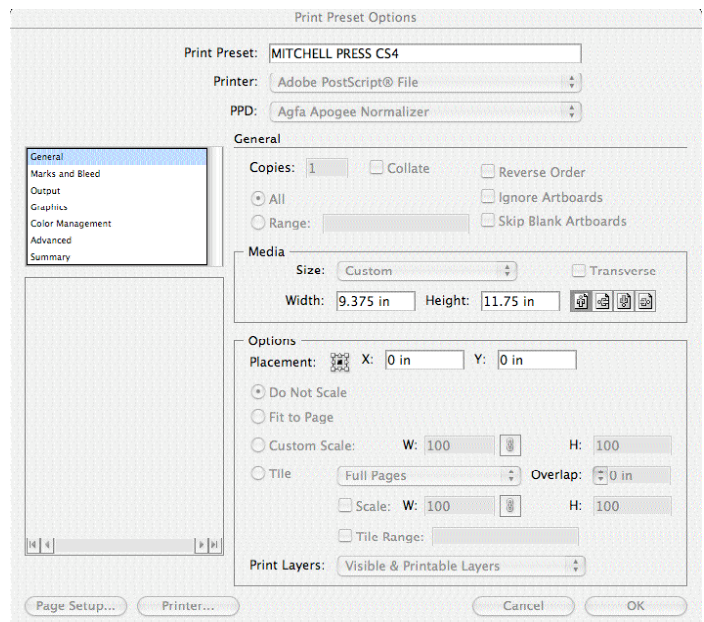 Print Preset Options
Print Preset: MITCHELL PRESS CS4
Printer: Adobe PostScript® File
PPD: Agfa Apogee Normalizer
General
Marks and Bleed
Output
Graphics
Color Management
Advanced
Summary
General
Copies: 1 Collate Reverse Order
All Ignore Artboards
Range: Skip Blank Artboards
Media
Size: Custom Transverse
Width: 9.375 in Height: 11.75 in
Options
Placement: X: 0 in Y: 0 in
Do Not Scale
Fit to Page
Custom Scale: W: 100 H: 100
Tile Full Pages Overlap: 0 in
Scale: W: 100 H: 100
Tile Range:
Print Layers: Visible & Printable Layers
Page Setup... Printer... Cancel OK